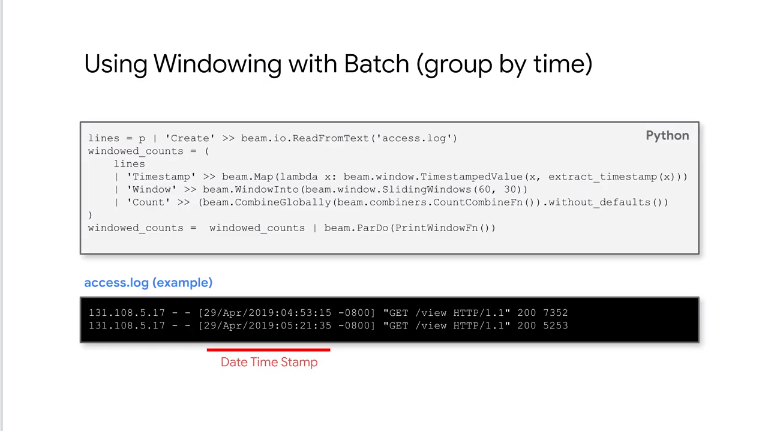 Using Windowing with Batch (group by time)
Python
lines = p | 'Create' >> beam.io.ReadFromText('access.log')
windowed_counts = (
    lines
    | 'Timestamp' >> beam.Map(lambda x: beam.window.TimestampedValue(x, extract_timestamp(x)))
    | 'Window' >> beam.WindowInto(beam.window.SlidingWindows(60, 30))
    | 'Count' >> (beam.CombineGlobally(beam.combiners.CountCombineFn()).without_defaults())
)
windowed_counts =  windowed_counts | beam.ParDo(PrintWindowFn())
access.log (example)
131.108.5.17 - - [29/Apr/2019:04:53:15 -0800] "GET /view HTTP/1.1" 200 7352
131.108.5.17 - - [29/Apr/2019:05:21:35 -0800] "GET /view HTTP/1.1" 200 5253
Date Time Stamp